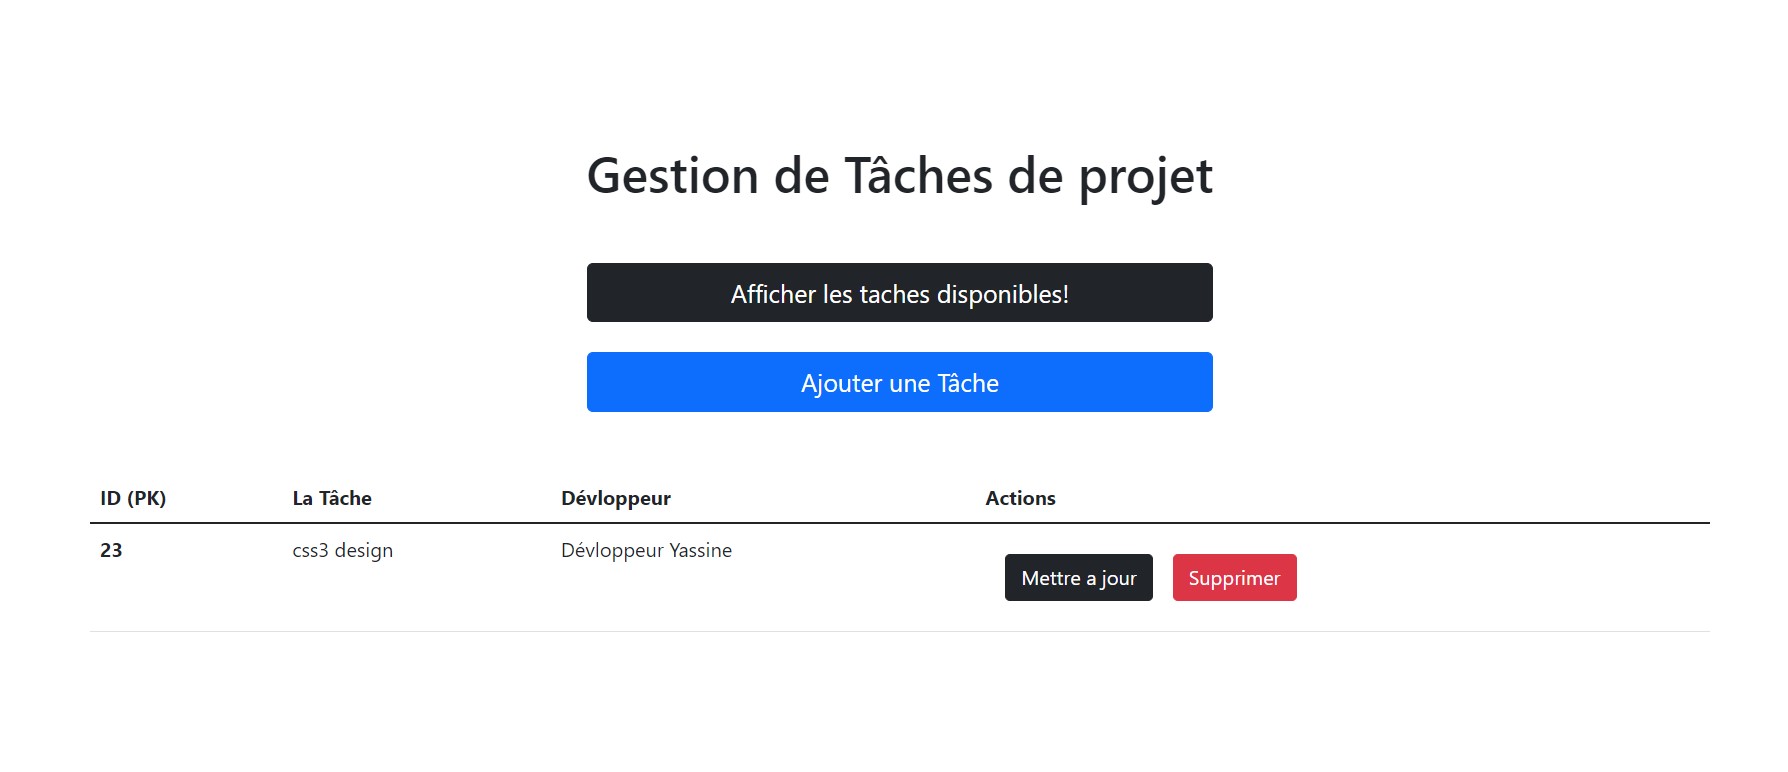 Gestion de Tâches de projet
Afficher les taches disponibles!
Ajouter une Tâche
ID (PK) La Tâche Dévloppeur Actions
23 css3 design Dévloppeur Yassine Mettre a jour Supprimer